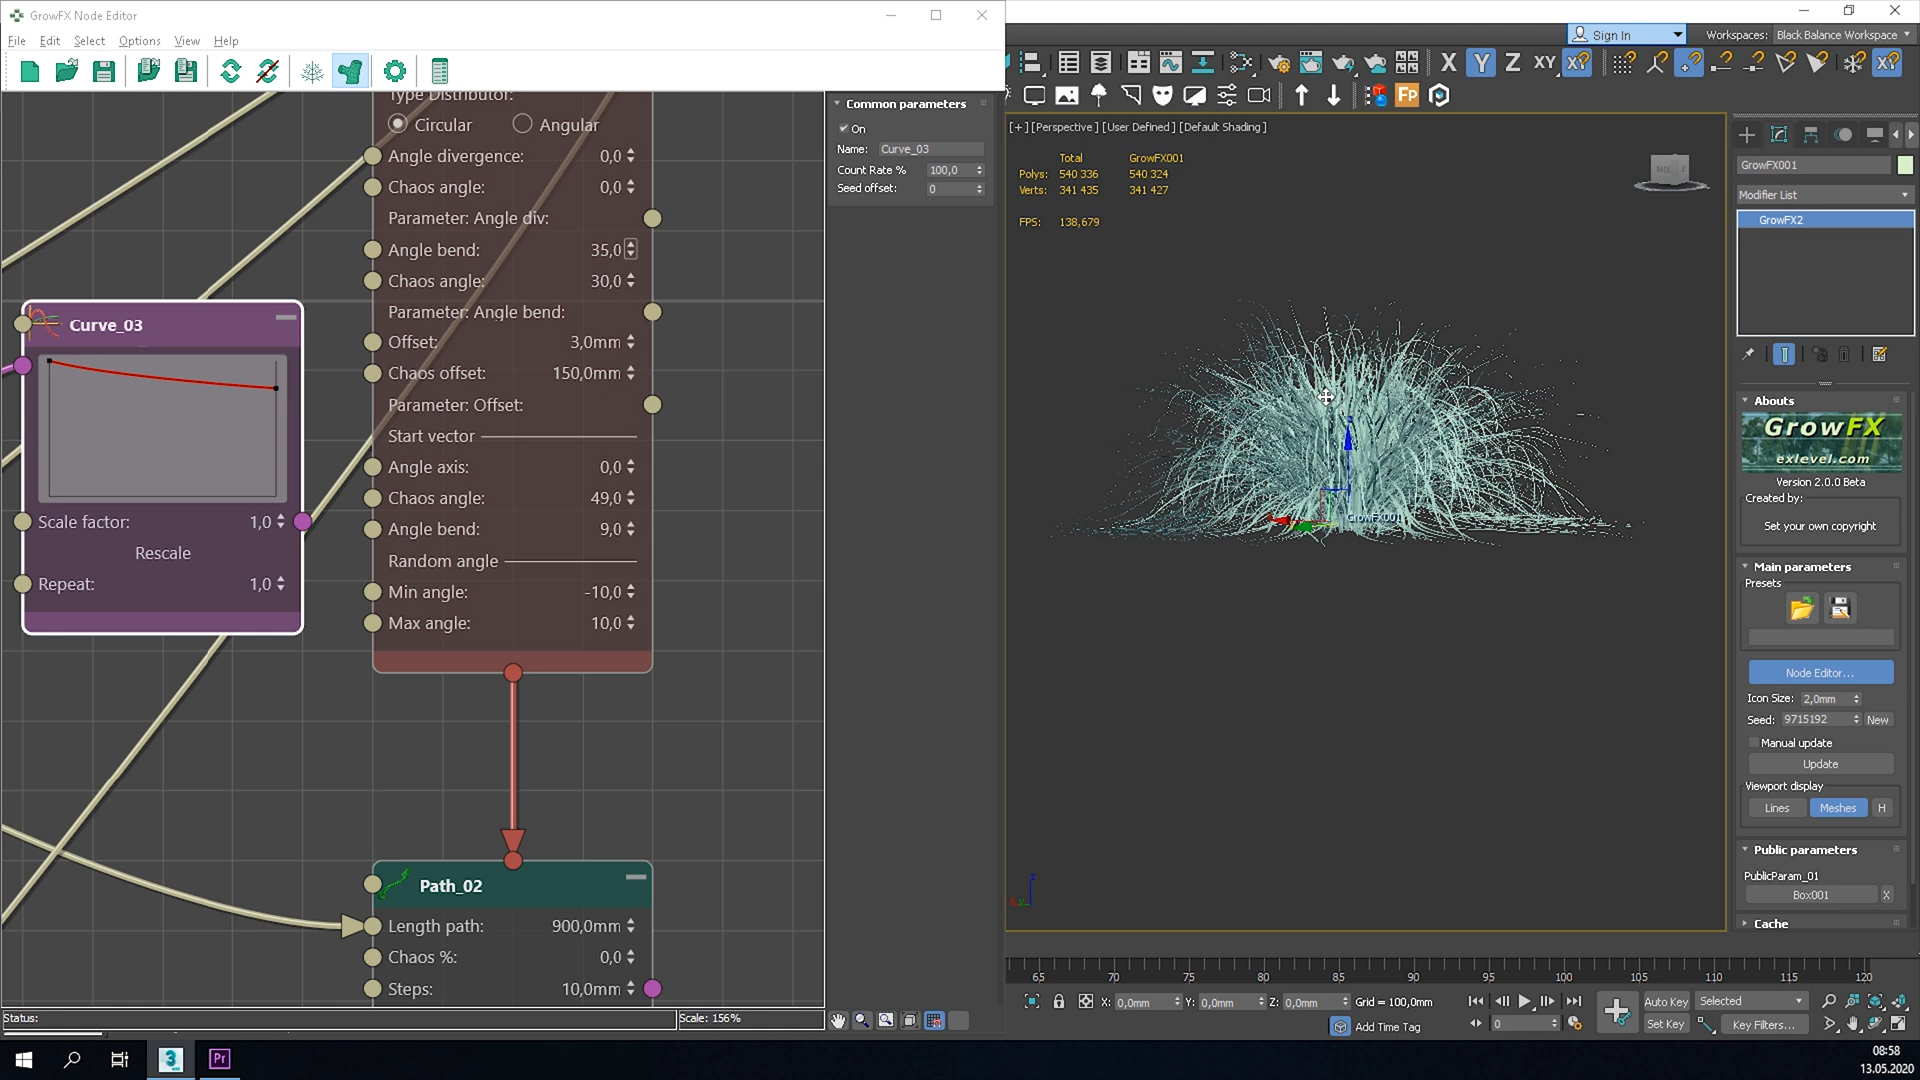 GrowFX Node Editor
File Edit Select Options View Help
Type Distributor:
Circular Angular
Angle divergence: 0,0
Chaos angle: 0,0
Parameter: Angle div:
Angle bend: 35,0
Chaos angle: 30,0
Parameter: Angle bend:
Offset: 3,0mm
Chaos offset: 150,0mm
Parameter: Offset:
Start vector
Angle axis: 0,0
Chaos angle: 49,0
Angle bend: 9,0
Random angle
Min angle: -10,0
Max angle: 10,0
Curve_03
Scale factor: 1,0
Rescale
Repeat: 1,0
Path_02
Length path: 900,0mm
Chaos %: 0,0
Steps: 10,0mm
Status: Scale: 156%
Common parameters
On
Name: Curve_03
Count Rate % 100,0
Seed offset: 0
Sign In Workspaces: Black Balance Workspace
X Y Z XY XY XY
Fp
[+] [Perspective ] [User Defined ] [Default Shading ]
Total GrowFX001
Polys: 540 336 540 324
Verts: 341 435 341 427
FPS: 138,679
BACK
GrowFX001
z
GrowFX001
Modifier List
GrowFX2
Abouts
GrowFX
exlevel.com
Version 2.0.0 Beta
Created by:
Set your own copyright
Main parameters
Presets
Node Editor...
Icon Size: 2,0mm
Seed: 9715192 New
Manual update
Update
Viewport display
Lines Meshes H
Public parameters
PublicParam_01
Box001 X
Cache
65 70 75 80 85 90 95 100 105 110 115 120
X: 0,0mm Y: 0,0mm Z: 0,0mm Grid = 100,0mm
Add Time Tag
0
Auto Key Selected
Set Key Key Filters...
3 Pr
08:58
13.05.2020